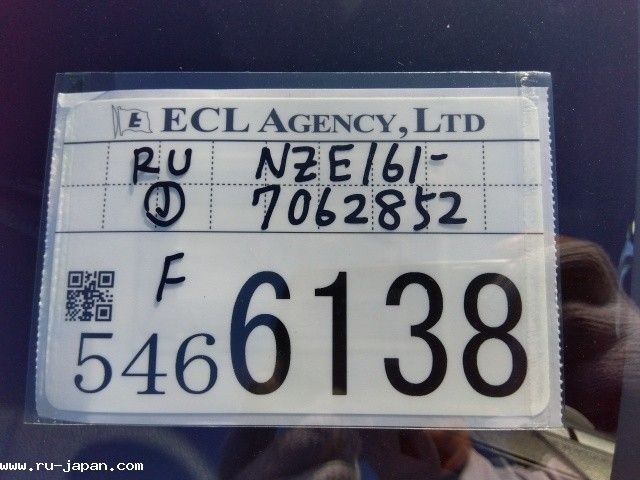 E ECL AGENCY, LTD
RU NZE161-
J 7062852
F
5466138
www.ru-japan.com